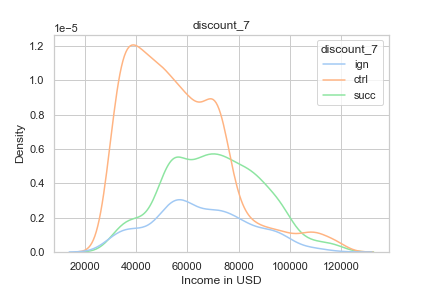 discount_7
1e−5
discount_7
ign
ctrl
succ
1.2
1.0
0.8
0.6
0.4
0.2
0.0
Density
20000 40000 60000 80000 100000 120000
Income in USD